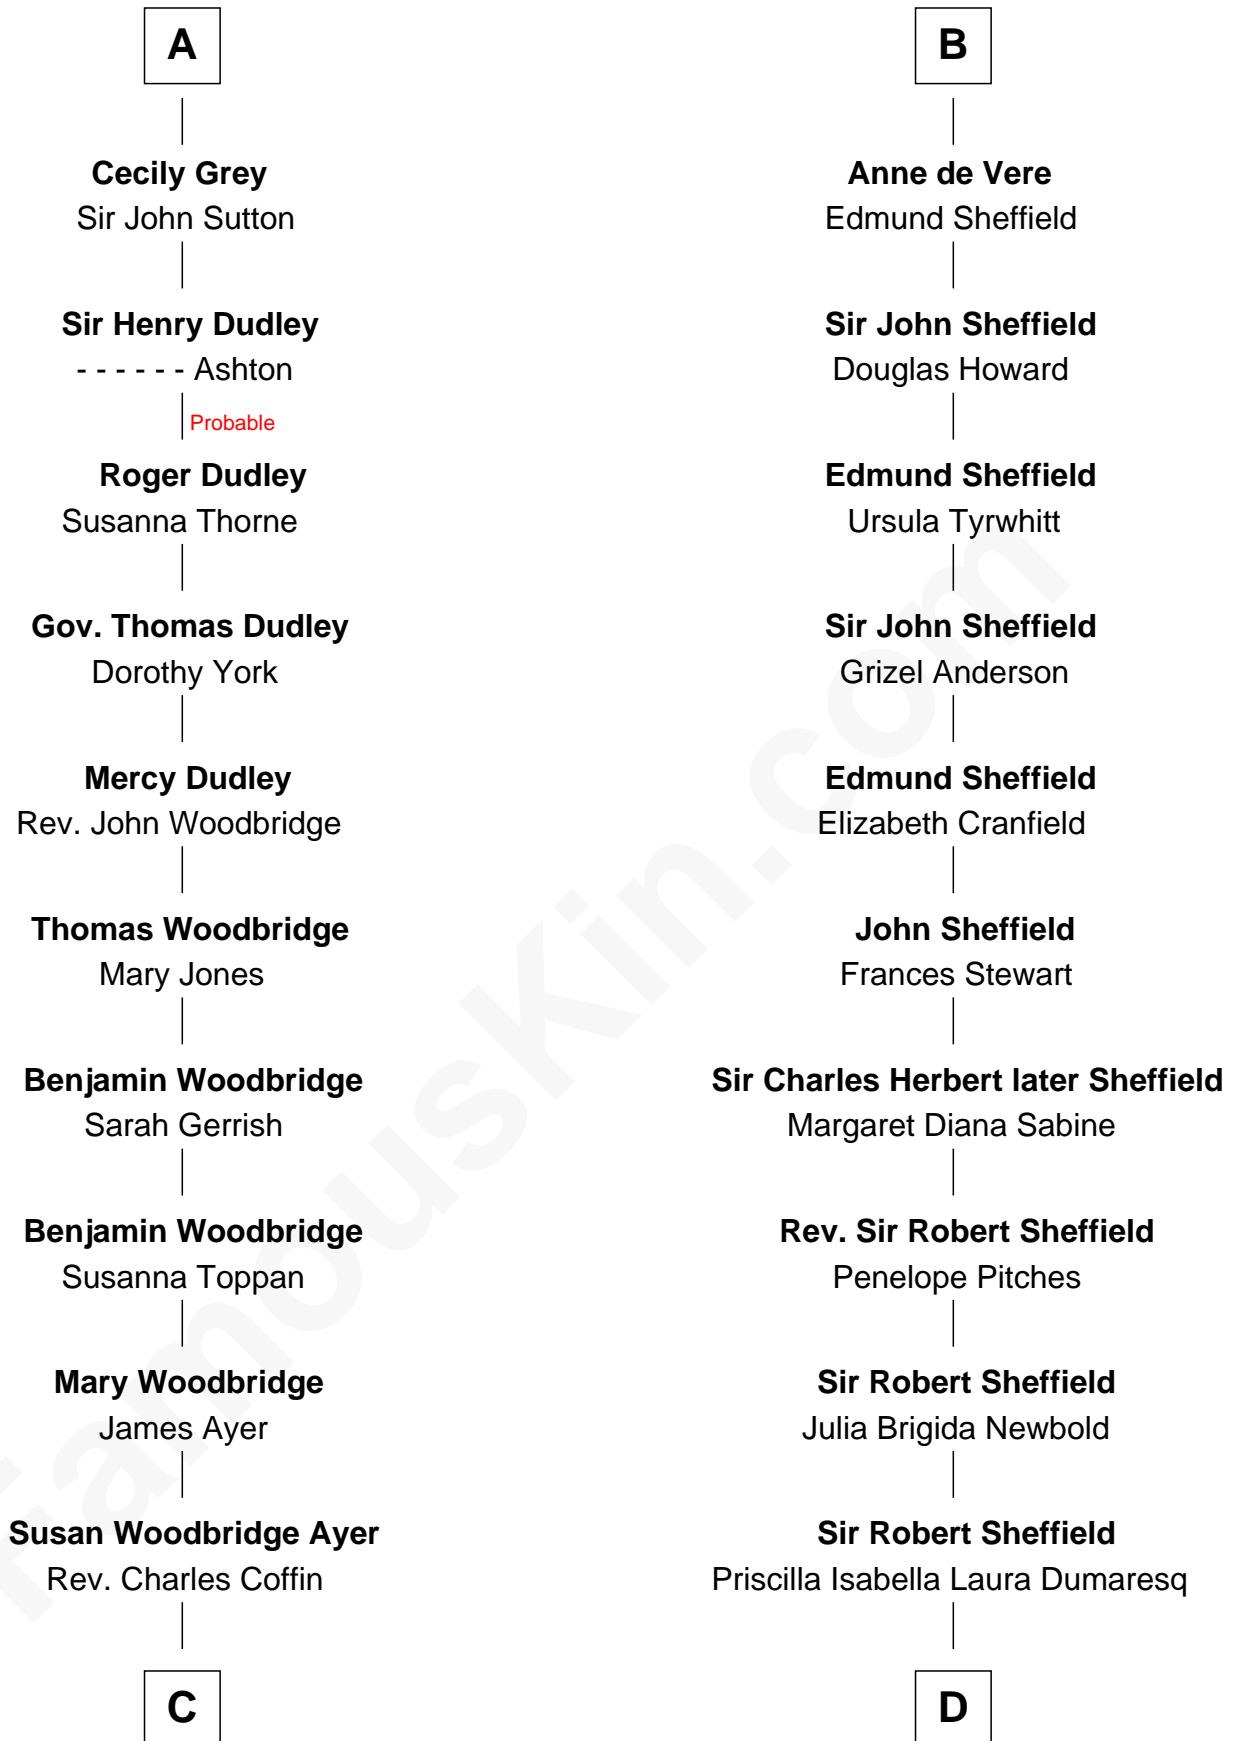 A
Cecily Grey
Sir John Sutton
Sir Henry Dudley
- - - - - - Ashton
Probable
Roger Dudley
Susanna Thorne
Gov. Thomas Dudley
Dorothy York
Mercy Dudley
Rev. John Woodbridge
Thomas Woodbridge
Mary Jones
Benjamin Woodbridge
Sarah Gerrish
Benjamin Woodbridge
Susanna Toppan
Mary Woodbridge
James Ayer
Susan Woodbridge Ayer
Rev. Charles Coffin
C
B
Anne de Vere
Edmund Sheffield
Sir John Sheffield
Douglas Howard
Edmund Sheffield
Ursula Tyrwhitt
Sir John Sheffield
Grizel Anderson
Edmund Sheffield
Elizabeth Cranfield
John Sheffield
Frances Stewart
Sir Charles Herbert later Sheffield
Margaret Diana Sabine
Rev. Sir Robert Sheffield
Penelope Pitches
Sir Robert Sheffield
Julia Brigida Newbold
Sir Robert Sheffield
Priscilla Isabella Laura Dumaresq
D
FamousKin.com